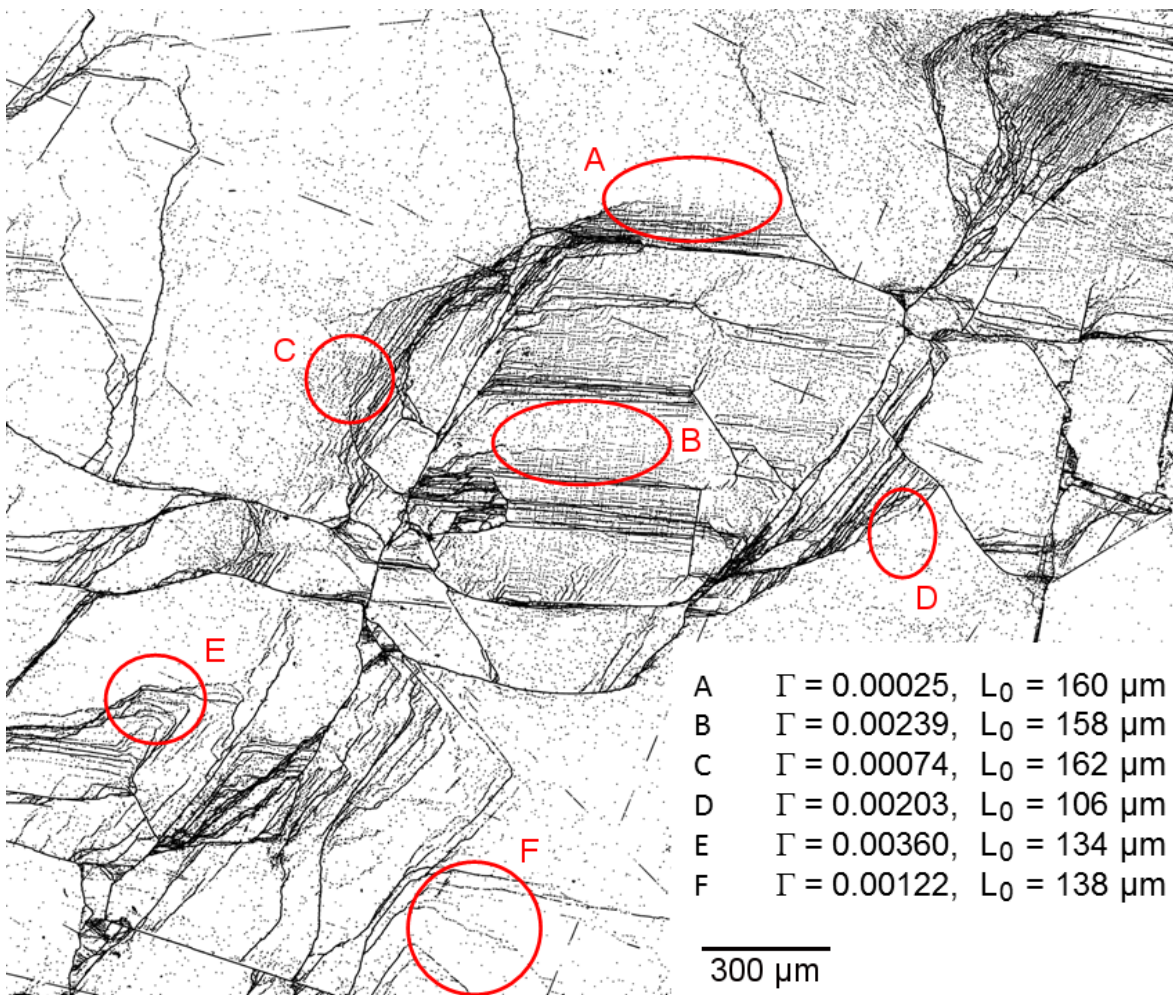 A
C
B
D
E
F
A Γ = 0.00025, L₀ = 160 μm
B Γ = 0.00239, L₀ = 158 μm
C Γ = 0.00074, L₀ = 162 μm
D Γ = 0.00203, L₀ = 106 μm
E Γ = 0.00360, L₀ = 134 μm
F Γ = 0.00122, L₀ = 138 μm
300 μm